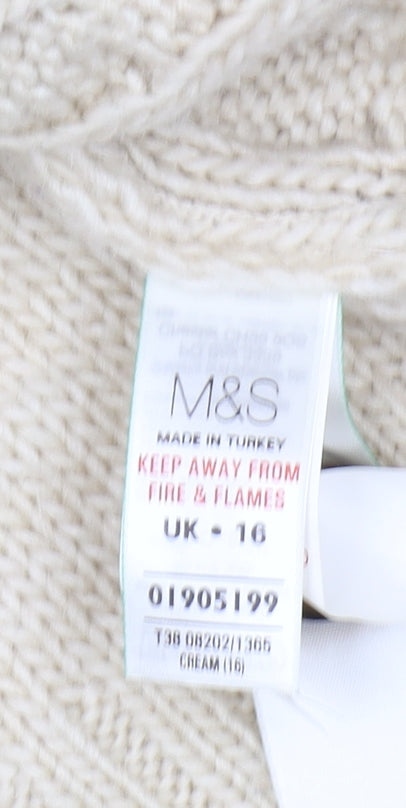 M&S
MADE IN TURKEY
KEEP AWAY FROM
FIRE & FLAMES
UK • 16
01905199
T38 08202/1365
CREAM (16)